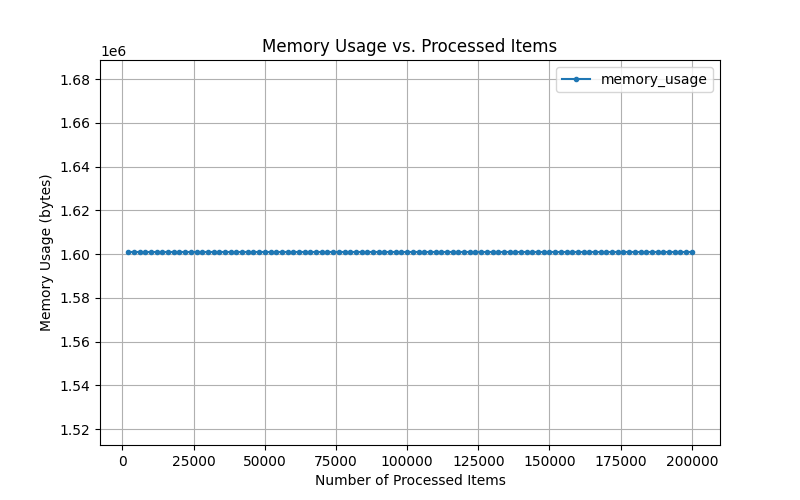 Memory Usage vs. Processed Items
1e6
memory_usage
1.68
1.66
1.64
1.62
1.60
1.58
1.56
1.54
1.52
Memory Usage (bytes)
0 25000 50000 75000 100000 125000 150000 175000 200000
Number of Processed Items